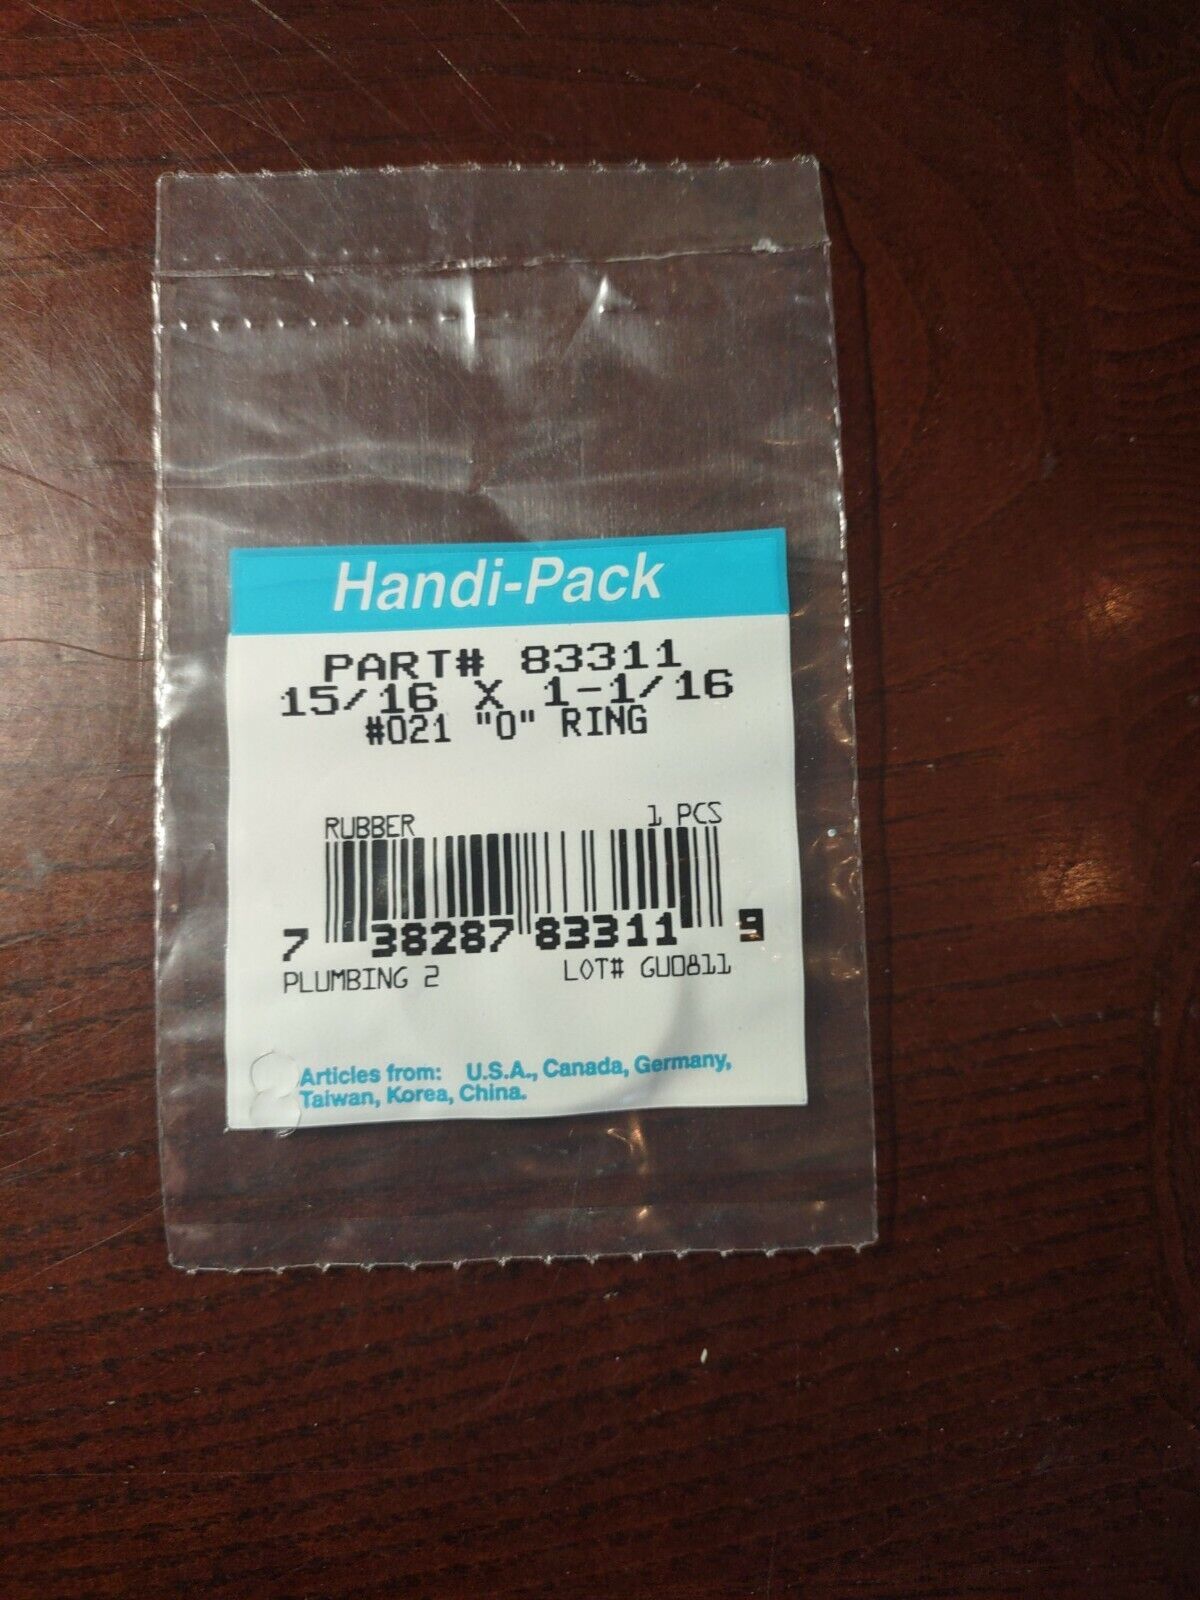 Handi-Pack
PART# 83311
15/16 X 1-1/16
#021 "O" RING
RUBBER 1 PCS
7 38287 83311 9
PLUMBING 2 LOT# GU0811
Articles from: U.S.A., Canada, Germany,
Taiwan, Korea, China.